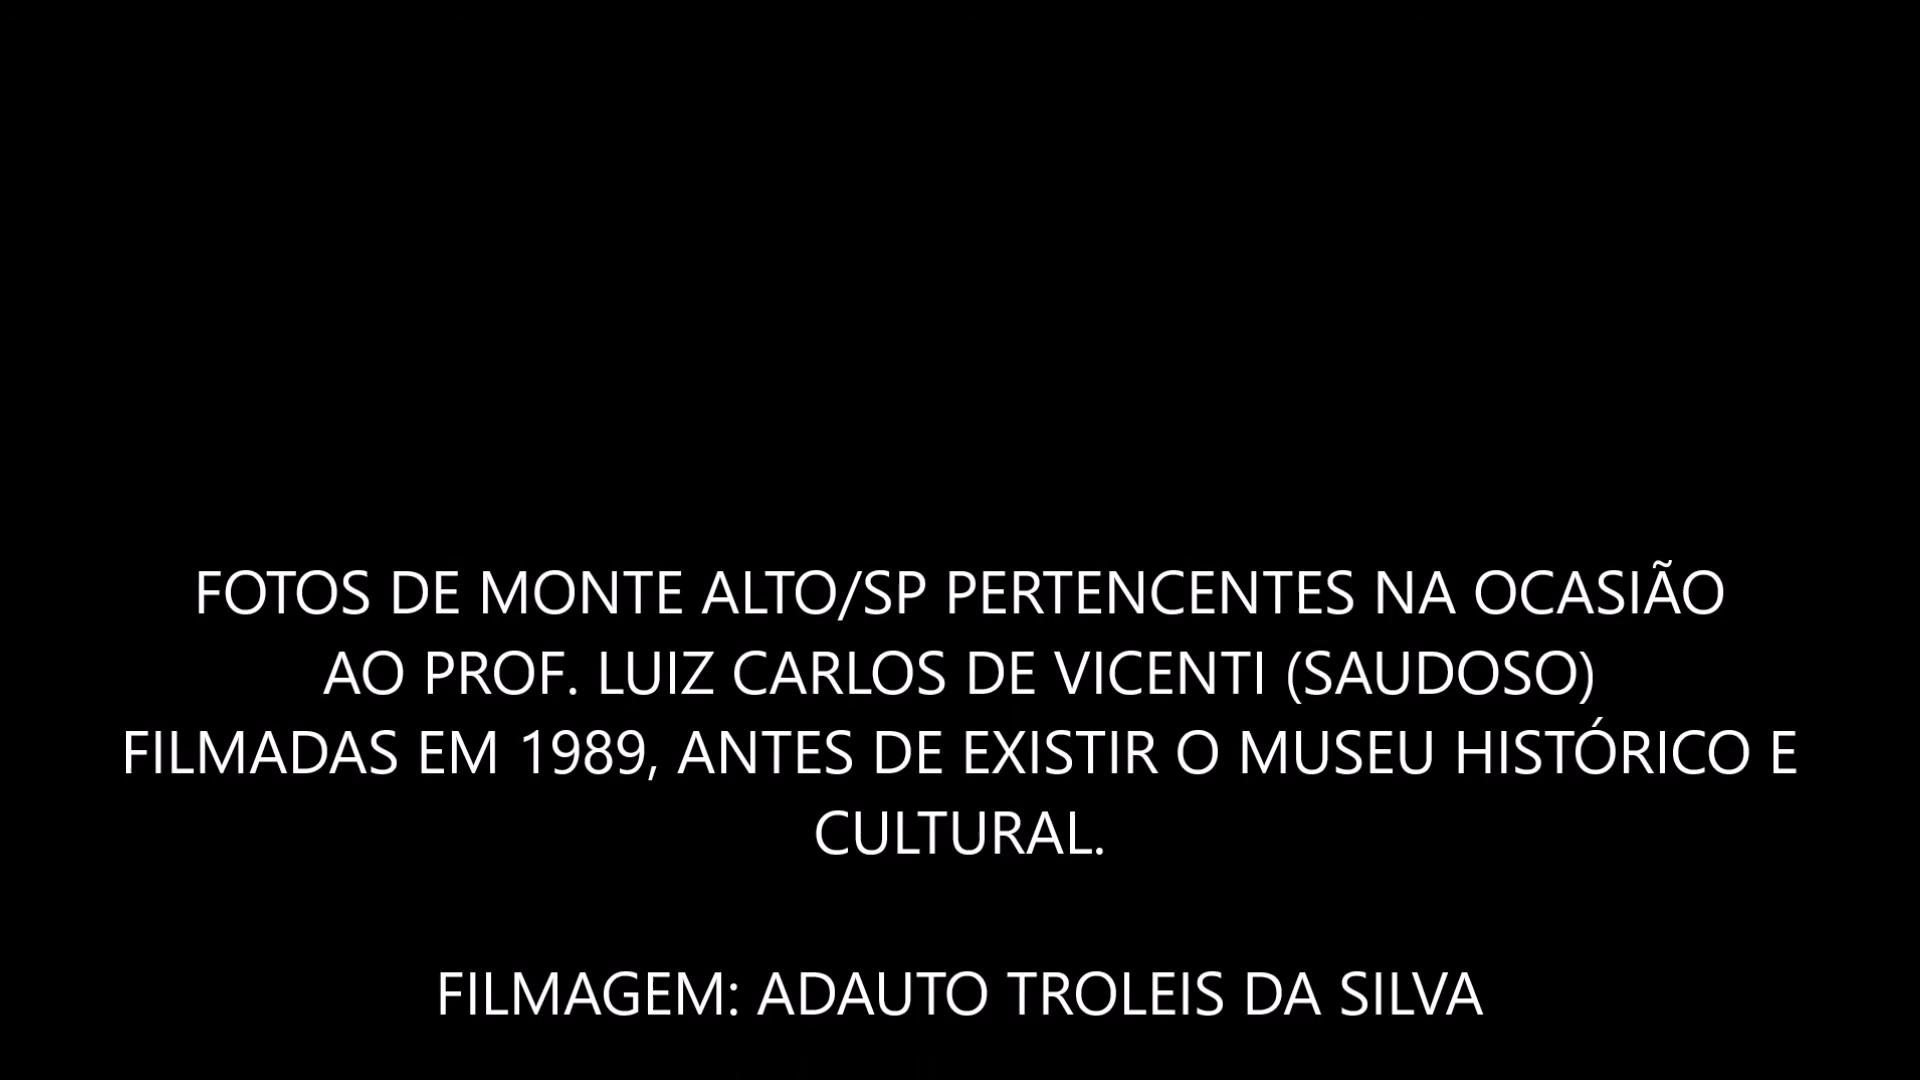 FOTOS DE MONTE ALTO/SP PERTENCENTES NA OCASIÃO
AO PROF. LUIZ CARLOS DE VICENTI (SAUDOSO)
FILMADAS EM 1989, ANTES DE EXISTIR O MUSEU HISTÓRICO E
CULTURAL.
FILMAGEM: ADAUTO TROLEIS DA SILVA